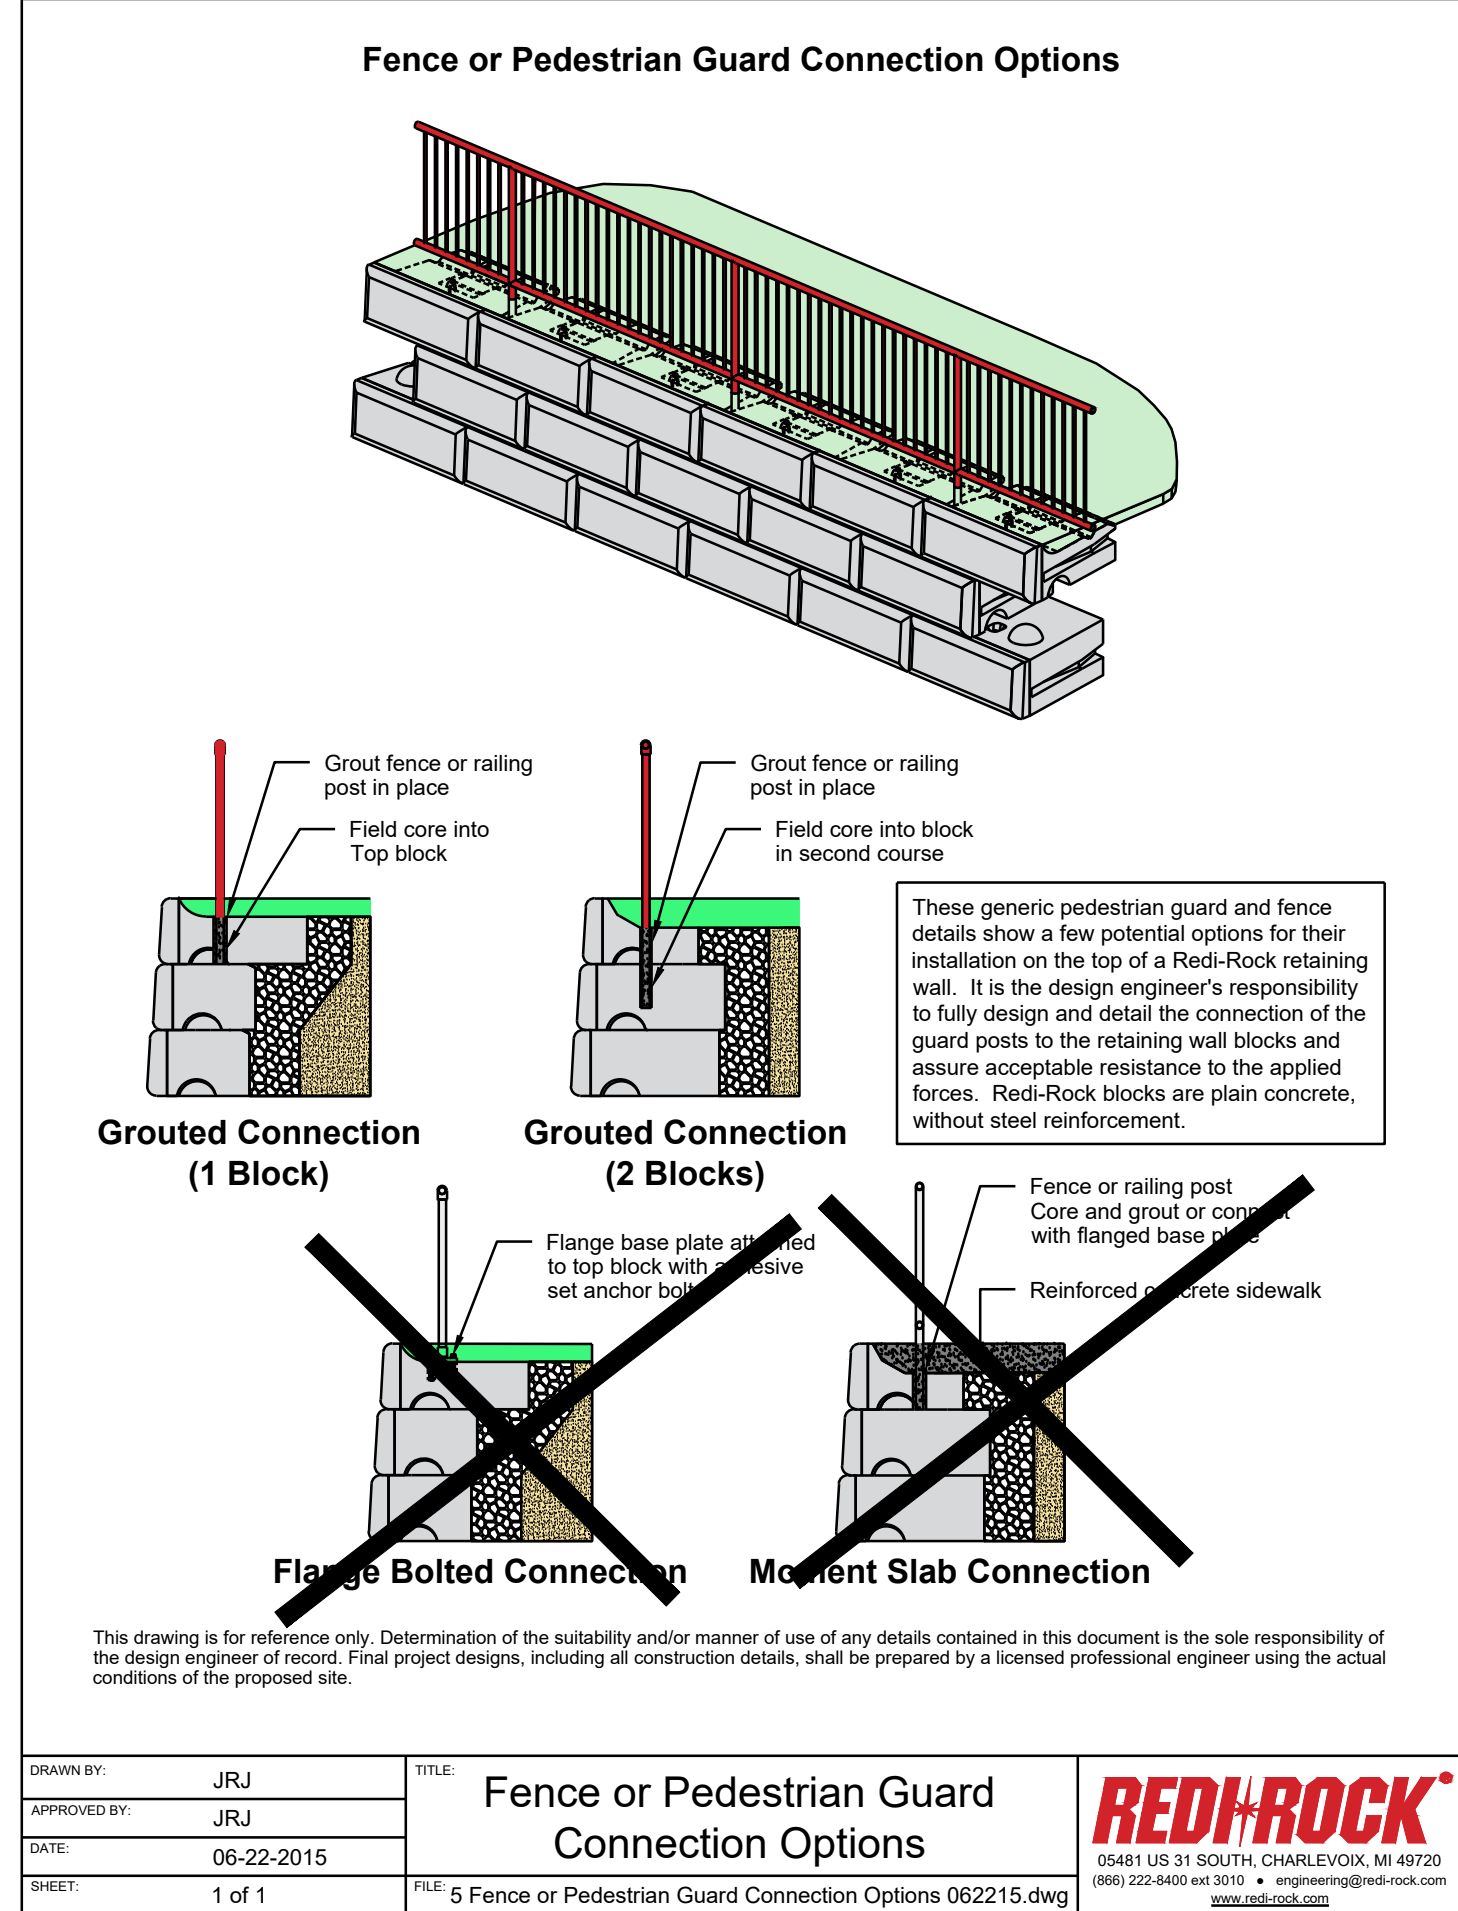 Fence or Pedestrian Guard Connection Options
Grout fence or railing
post in place
Field core into
Top block
Grout fence or railing
post in place
Field core into block
in second course
These generic pedestrian guard and fence
details show a few potential options for their
installation on the top of a Redi-Rock retaining
wall. It is the design engineer's responsibility
to fully design and detail the connection of the
guard posts to the retaining wall blocks and
assure acceptable resistance to the applied
forces. Redi-Rock blocks are plain concrete,
without steel reinforcement.
Grouted Connection
(1 Block)
Grouted Connection
(2 Blocks)
Flange base plate attached
to top block with adhesive
set anchor bolts
Fence or railing post
Core and grout or connect
with flanged base plate
Reinforced concrete sidewalk
Flange Bolted Connection
Moment Slab Connection
This drawing is for reference only. Determination of the suitability and/or manner of use of any details contained in this document is the sole responsibility of
the design engineer of record. Final project designs, including all construction details, shall be prepared by a licensed professional engineer using the actual
conditions of the proposed site.
DRAWN BY:
JRJ
APPROVED BY:
JRJ
DATE:
06-22-2015
SHEET:
1 of 1
TITLE:
Fence or Pedestrian Guard
Connection Options
FILE: 5 Fence or Pedestrian Guard Connection Options 062215.dwg
REDI-ROCK
05481 US 31 SOUTH, CHARLEVOIX, MI 49720
(866) 222-8400 ext 3010 ● engineering@redi-rock.com
www.redi-rock.com